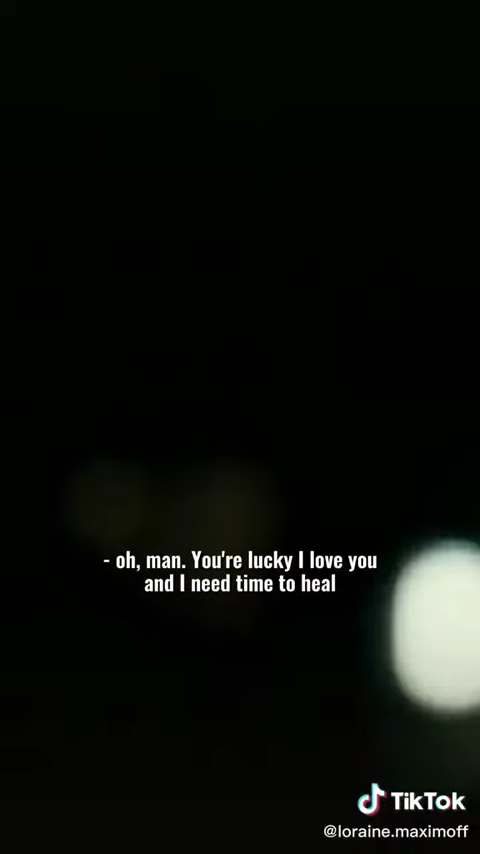 - oh, man. You're lucky I love you
and I need time to heal
TikTok
@loraine.maximoff